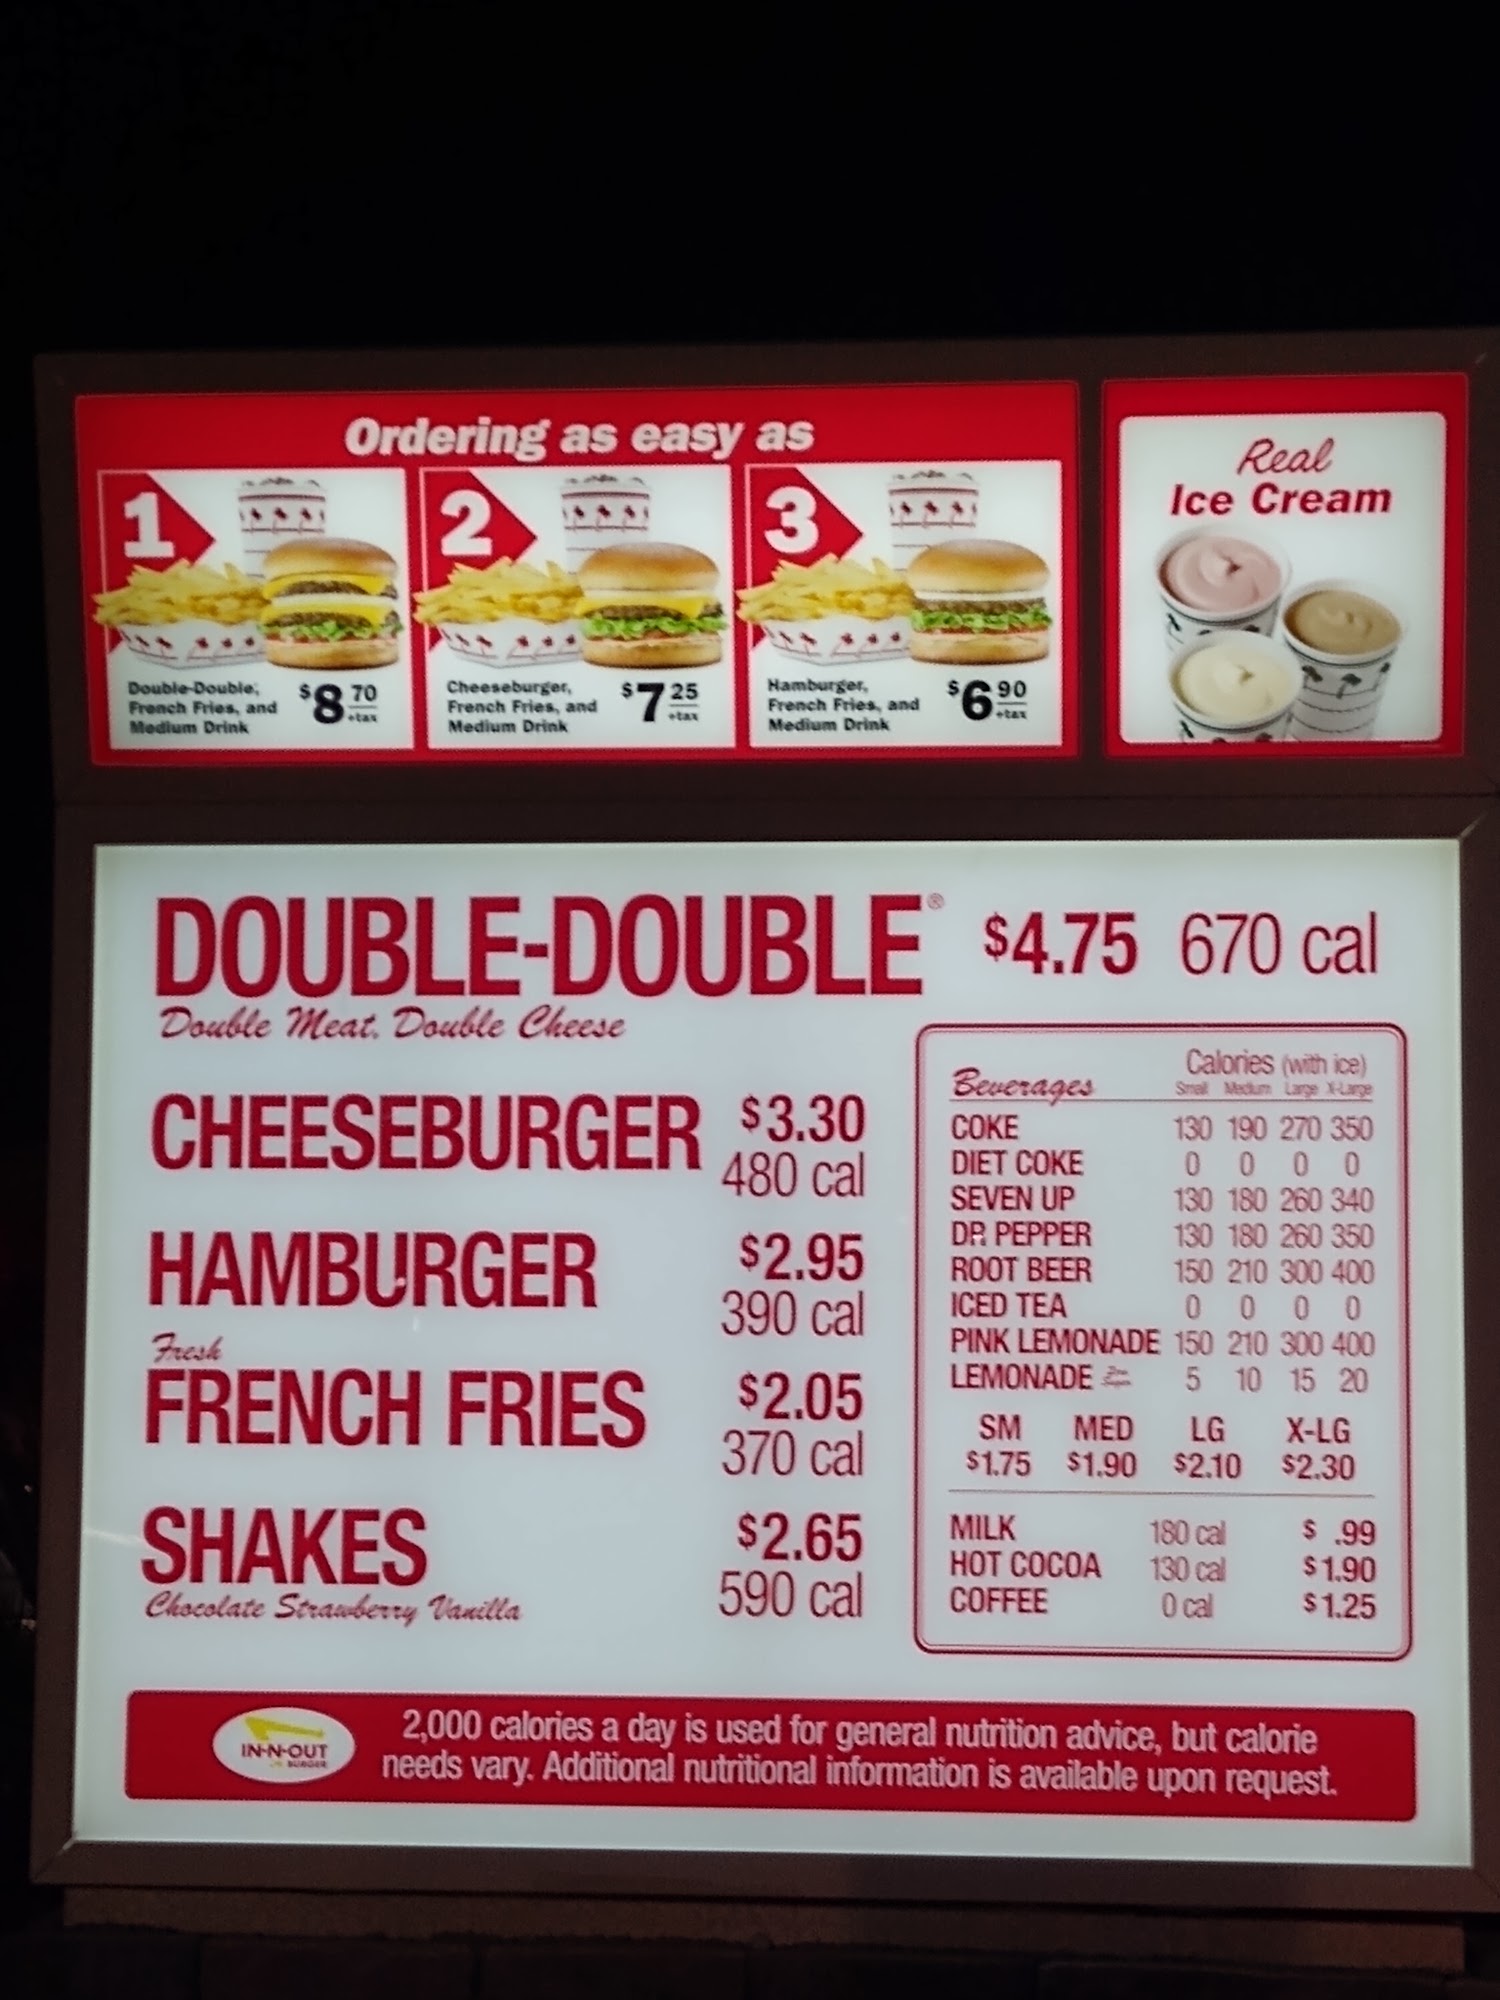 Ordering as easy as
1
Double-Double,
French Fries, and
Medium Drink
$8 70
+tax
2
Cheeseburger,
French Fries, and
Medium Drink
$7 25
+tax
3
Hamburger,
French Fries, and
Medium Drink
$6 90
+tax
Real
Ice Cream
DOUBLE-DOUBLE® $4.75 670 cal
Double Meat. Double Cheese
CHEESEBURGER $3.30
480 cal
HAMBURGER $2.95
390 cal
Fresh
FRENCH FRIES $2.05
370 cal
SHAKES $2.65
590 cal
Chocolate Strawberry Vanilla
Calories (with ice)
Beverages Small Medium Large X-Large
COKE 130 190 270 350
DIET COKE 0 0 0 0
SEVEN UP 130 180 260 340
DR PEPPER 130 180 260 350
ROOT BEER 150 210 300 400
ICED TEA 0 0 0 0
PINK LEMONADE 150 210 300 400
LEMONADE 5 10 15 20
SM MED LG X-LG
$1.75 $1.90 $2.10 $2.30
MILK 180 cal $ .99
HOT COCOA 130 cal $1.90
COFFEE 0 cal $1.25
IN-N-OUT
BURGER
2,000 calories a day is used for general nutrition advice, but calorie
needs vary. Additional nutritional information is available upon request.